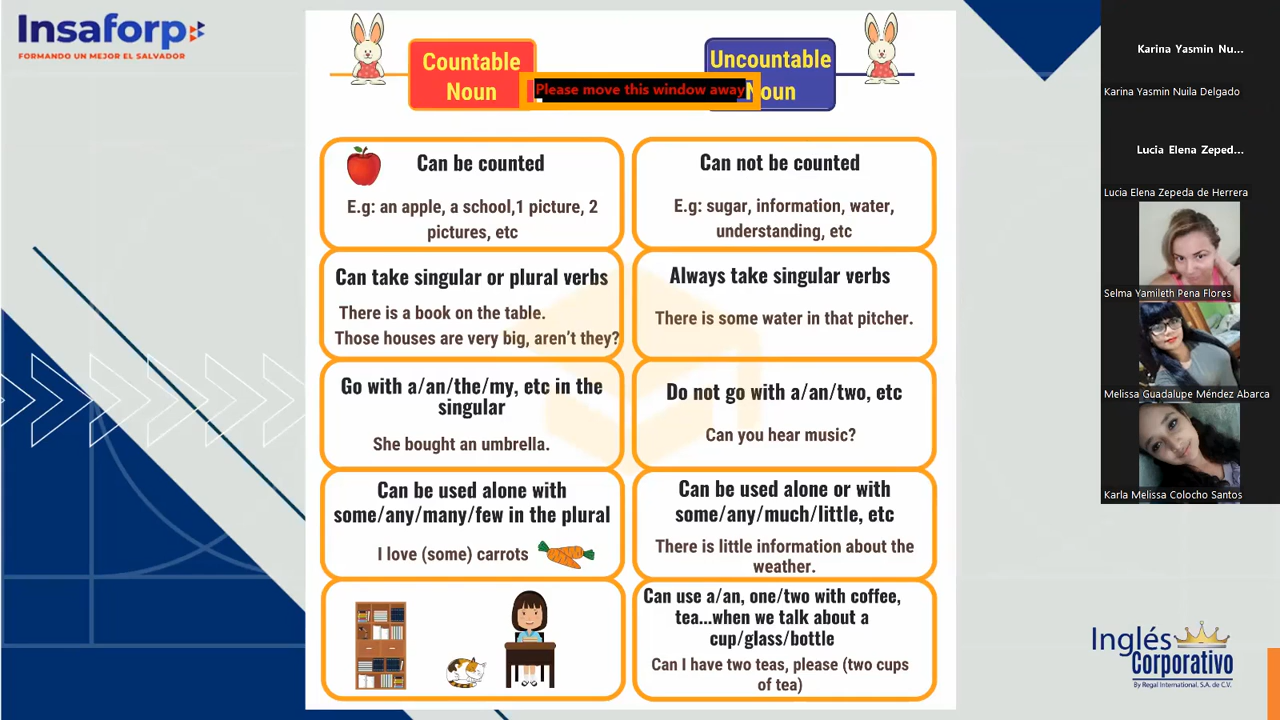 Insaforp
FORMANDO UN MEJOR EL SALVADOR
Countable
Noun
Uncountable
Noun
Please move this window away
Can be counted
E.g: an apple, a school,1 picture, 2
pictures, etc
Can not be counted
E.g: sugar, information, water,
understanding, etc
Can take singular or plural verbs
There is a book on the table.
Those houses are very big, aren't they?
Always take singular verbs
There is some water in that pitcher.
Go with a/an/the/my, etc in the
singular
She bought an umbrella.
Do not go with a/an/two, etc
Can you hear music?
Can be used alone with
some/any/many/few in the plural
I love (some) carrots
Can be used alone or with
some/any/much/little, etc
There is little information about the
weather.
Can use a/an, one/two with coffee,
tea...when we talk about a
cup/glass/bottle
Can I have two teas, please (two cups
of tea)
Karina Yasmin Nu...
Karina Yasmin Nuila Delgado
Lucia Elena Zeped...
Lucia Elena Zepeda de Herrera
Selma Yamileth Pena Flores
Melissa Guadalupe Méndez Abarca
Karla Melissa Colocho Santos
Inglés
Corporativo
By Regal International, S.A. de C.V.